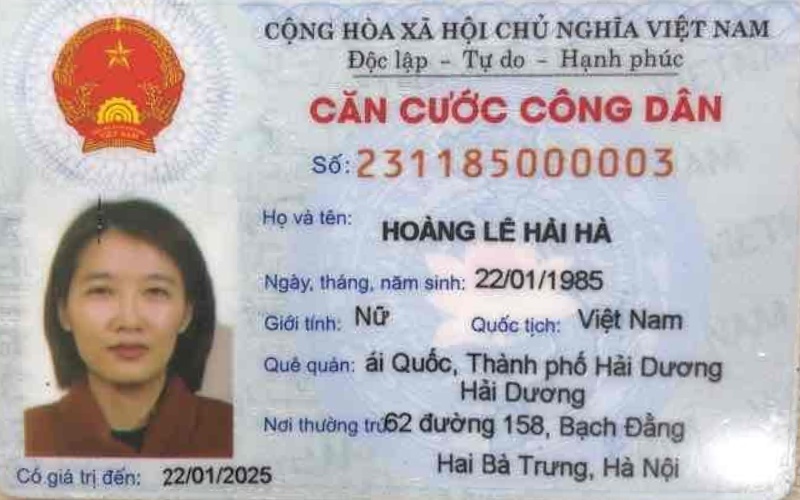 CỘNG HÒA XÃ HỘI CHỦ NGHĨA VIỆT NAM
Độc lập - Tự do - Hạnh phúc
CĂN CƯỚC CÔNG DÂN
Số: 231185000003
Họ và tên: HOÀNG LÊ HẢI HÀ
Ngày, tháng, năm sinh: 22/01/1985
Giới tính: Nữ Quốc tịch: Việt Nam
Quê quán: ái Quốc, Thành phố Hải Dương
Hải Dương
Nơi thường trú 62 đường 158, Bạch Đằng
Hai Bà Trưng, Hà Nội
Có giá trị đến: 22/01/2025